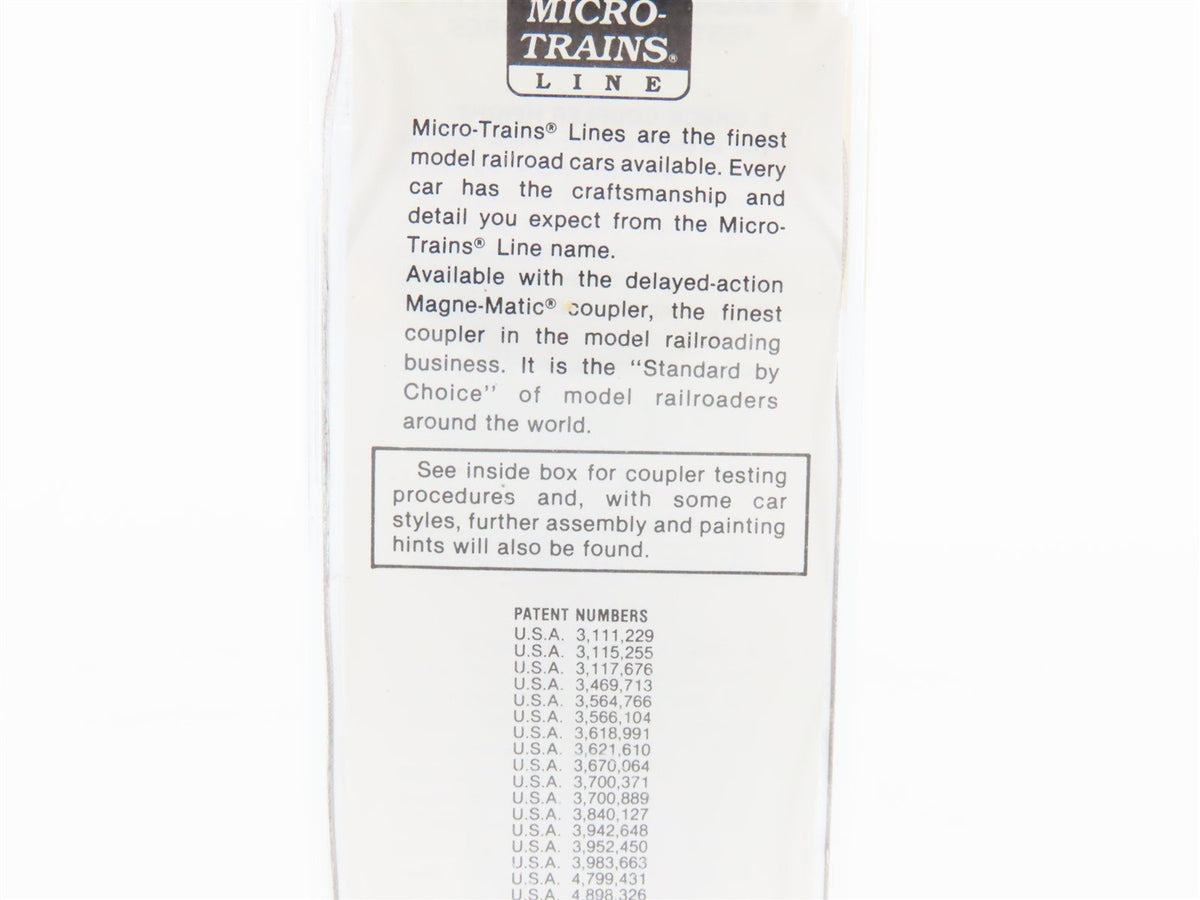 MICRO-
TRAINS®
LINE
Micro-Trains® Lines are the finest
model railroad cars available. Every
car has the craftsmanship and
detail you expect from the Micro-
Trains® Line name.
Available with the delayed-action
Magne-Matic® coupler, the finest
coupler in the model railroading
business. It is the “Standard by
Choice” of model railroaders
around the world.
See inside box for coupler testing
procedures and, with some car
styles, further assembly and painting
hints will also be found.
PATENT NUMBERS
U.S.A. 3,111,229
U.S.A. 3,115,255
U.S.A. 3,117,676
U.S.A. 3,469,713
U.S.A. 3,564,766
U.S.A. 3,566,104
U.S.A. 3,618,991
U.S.A. 3,621,610
U.S.A. 3,670,064
U.S.A. 3,700,371
U.S.A. 3,700,889
U.S.A. 3,840,127
U.S.A. 3,942,648
U.S.A. 3,952,450
U.S.A. 3,983,663
U.S.A. 4,799,431
U.S.A. 4,898,326